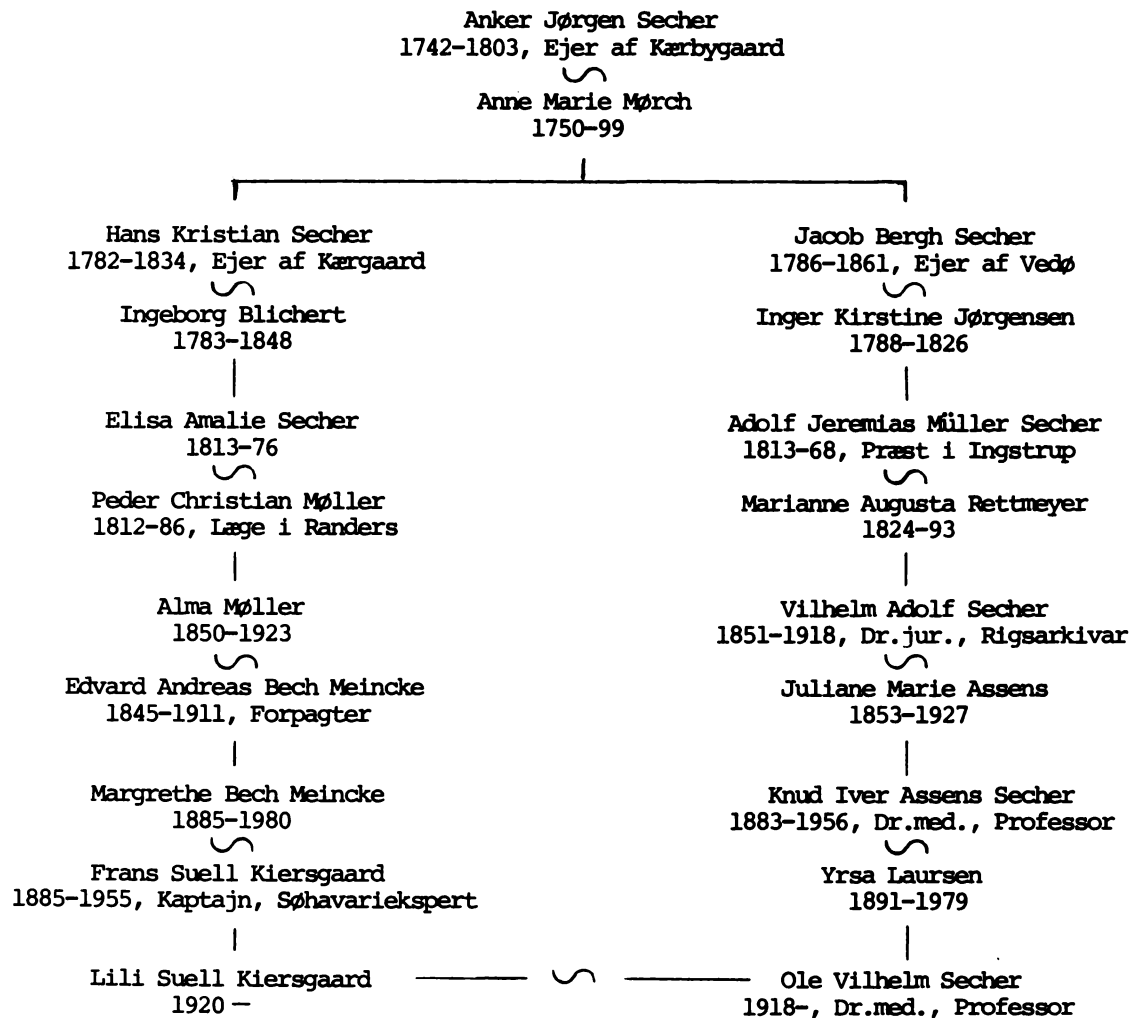 Anker Jørgen Secher
1742-1803, Ejer af Kærbygaard
Anne Marie Mørch
1750-99
Hans Kristian Secher
1782-1834, Ejer af Kærgaard
Ingeborg Blichert
1783-1848
Elisa Amalie Secher
1813-76
Peder Christian Møller
1812-86, Læge i Randers
Alma Møller
1850-1923
Edvard Andreas Bech Meincke
1845-1911, Forpagter
Margrethe Bech Meincke
1885-1980
Frans Suell Kiersgaard
1885-1955, Kaptajn, Søhavariekspert
Lili Suell Kiersgaard
1920 —
Jacob Bergh Secher
1786-1861, Ejer af Vedø
Inger Kirstine Jørgensen
1788-1826
Adolf Jeremias Müller Secher
1813-68, Præst i Ingstrup
Marianne Augusta Rettmeyer
1824-93
Vilhelm Adolf Secher
1851-1918, Dr.jur., Rigsarkivar
Juliane Marie Assens
1853-1927
Knud Iver Assens Secher
1883-1956, Dr.med., Professor
Yrsa Laursen
1891-1979
Ole Vilhelm Secher
1918-, Dr.med., Professor